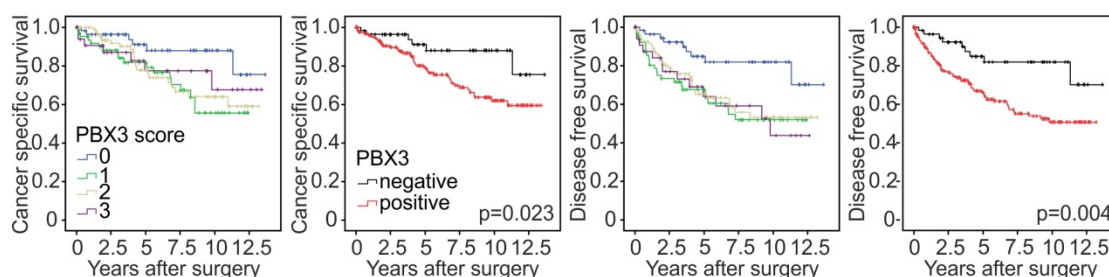 Cancer specific survival
1.0
0.8
0.6
0.4
0.2
0
PBX3 score
0
1
2
3
0 2.5 5 7.5 10 12.5
Years after surgery
Cancer specific survival
1.0
0.8
0.6
0.4
0.2
0
PBX3
negative
positive
p=0.023
0 2.5 5 7.5 10 12.5
Years after surgery
Disease free survival
1.0
0.8
0.6
0.4
0.2
0
0 2.5 5 7.5 10 12.5
Years after surgery
Disease free survival
1.0
0.8
0.6
0.4
0.2
0
p=0.004
0 2.5 5 7.5 10 12.5
Years after surgery